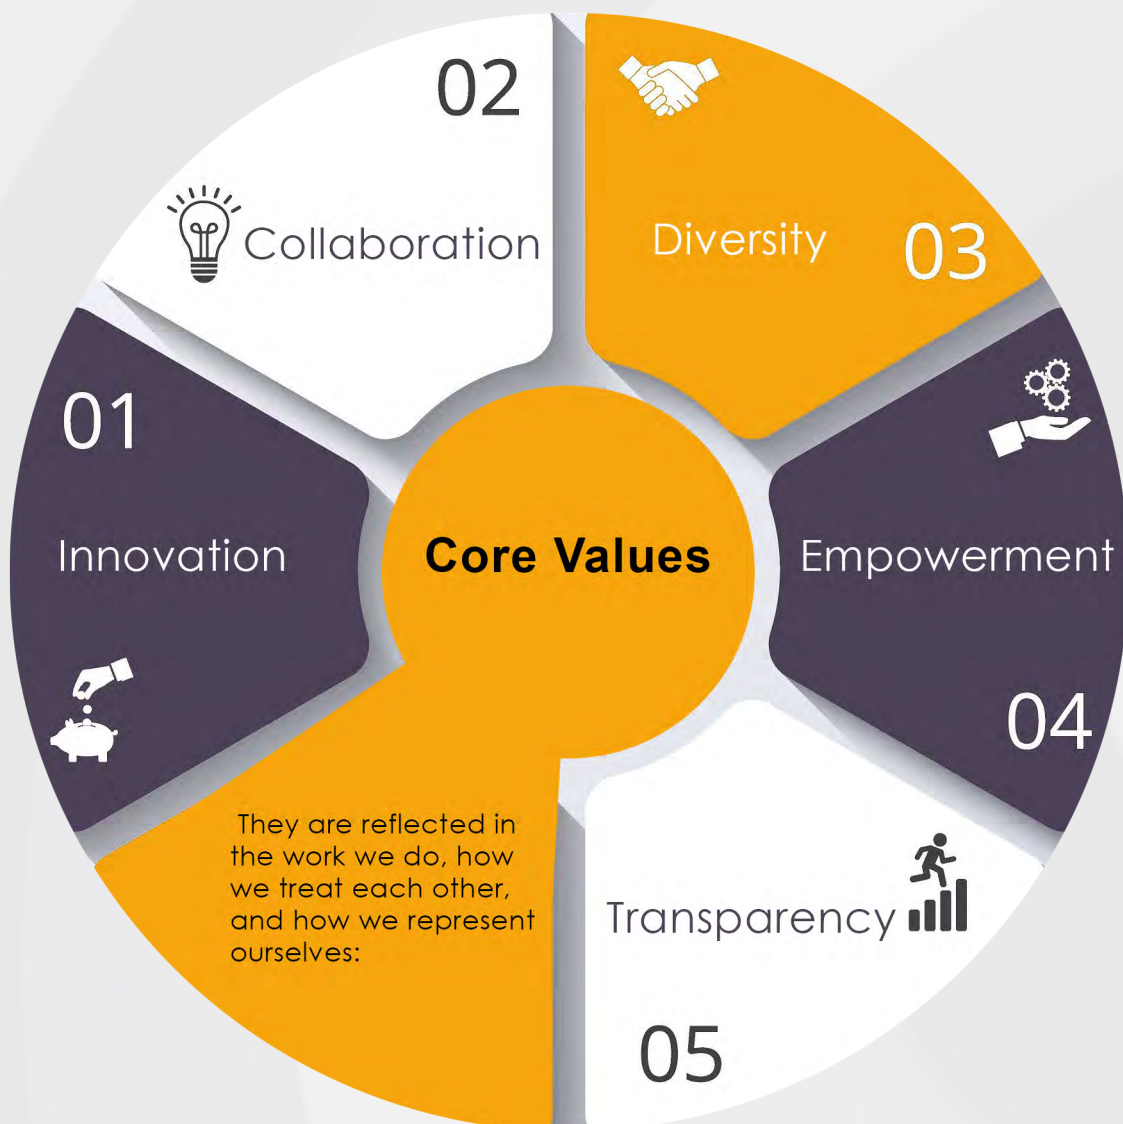 Core Values
They are reflected in
the work we do, how
we treat each other,
and how we represent
ourselves:
01
Innovation
02
Collaboration
03
Diversity
04
Empowerment
05
Transparency